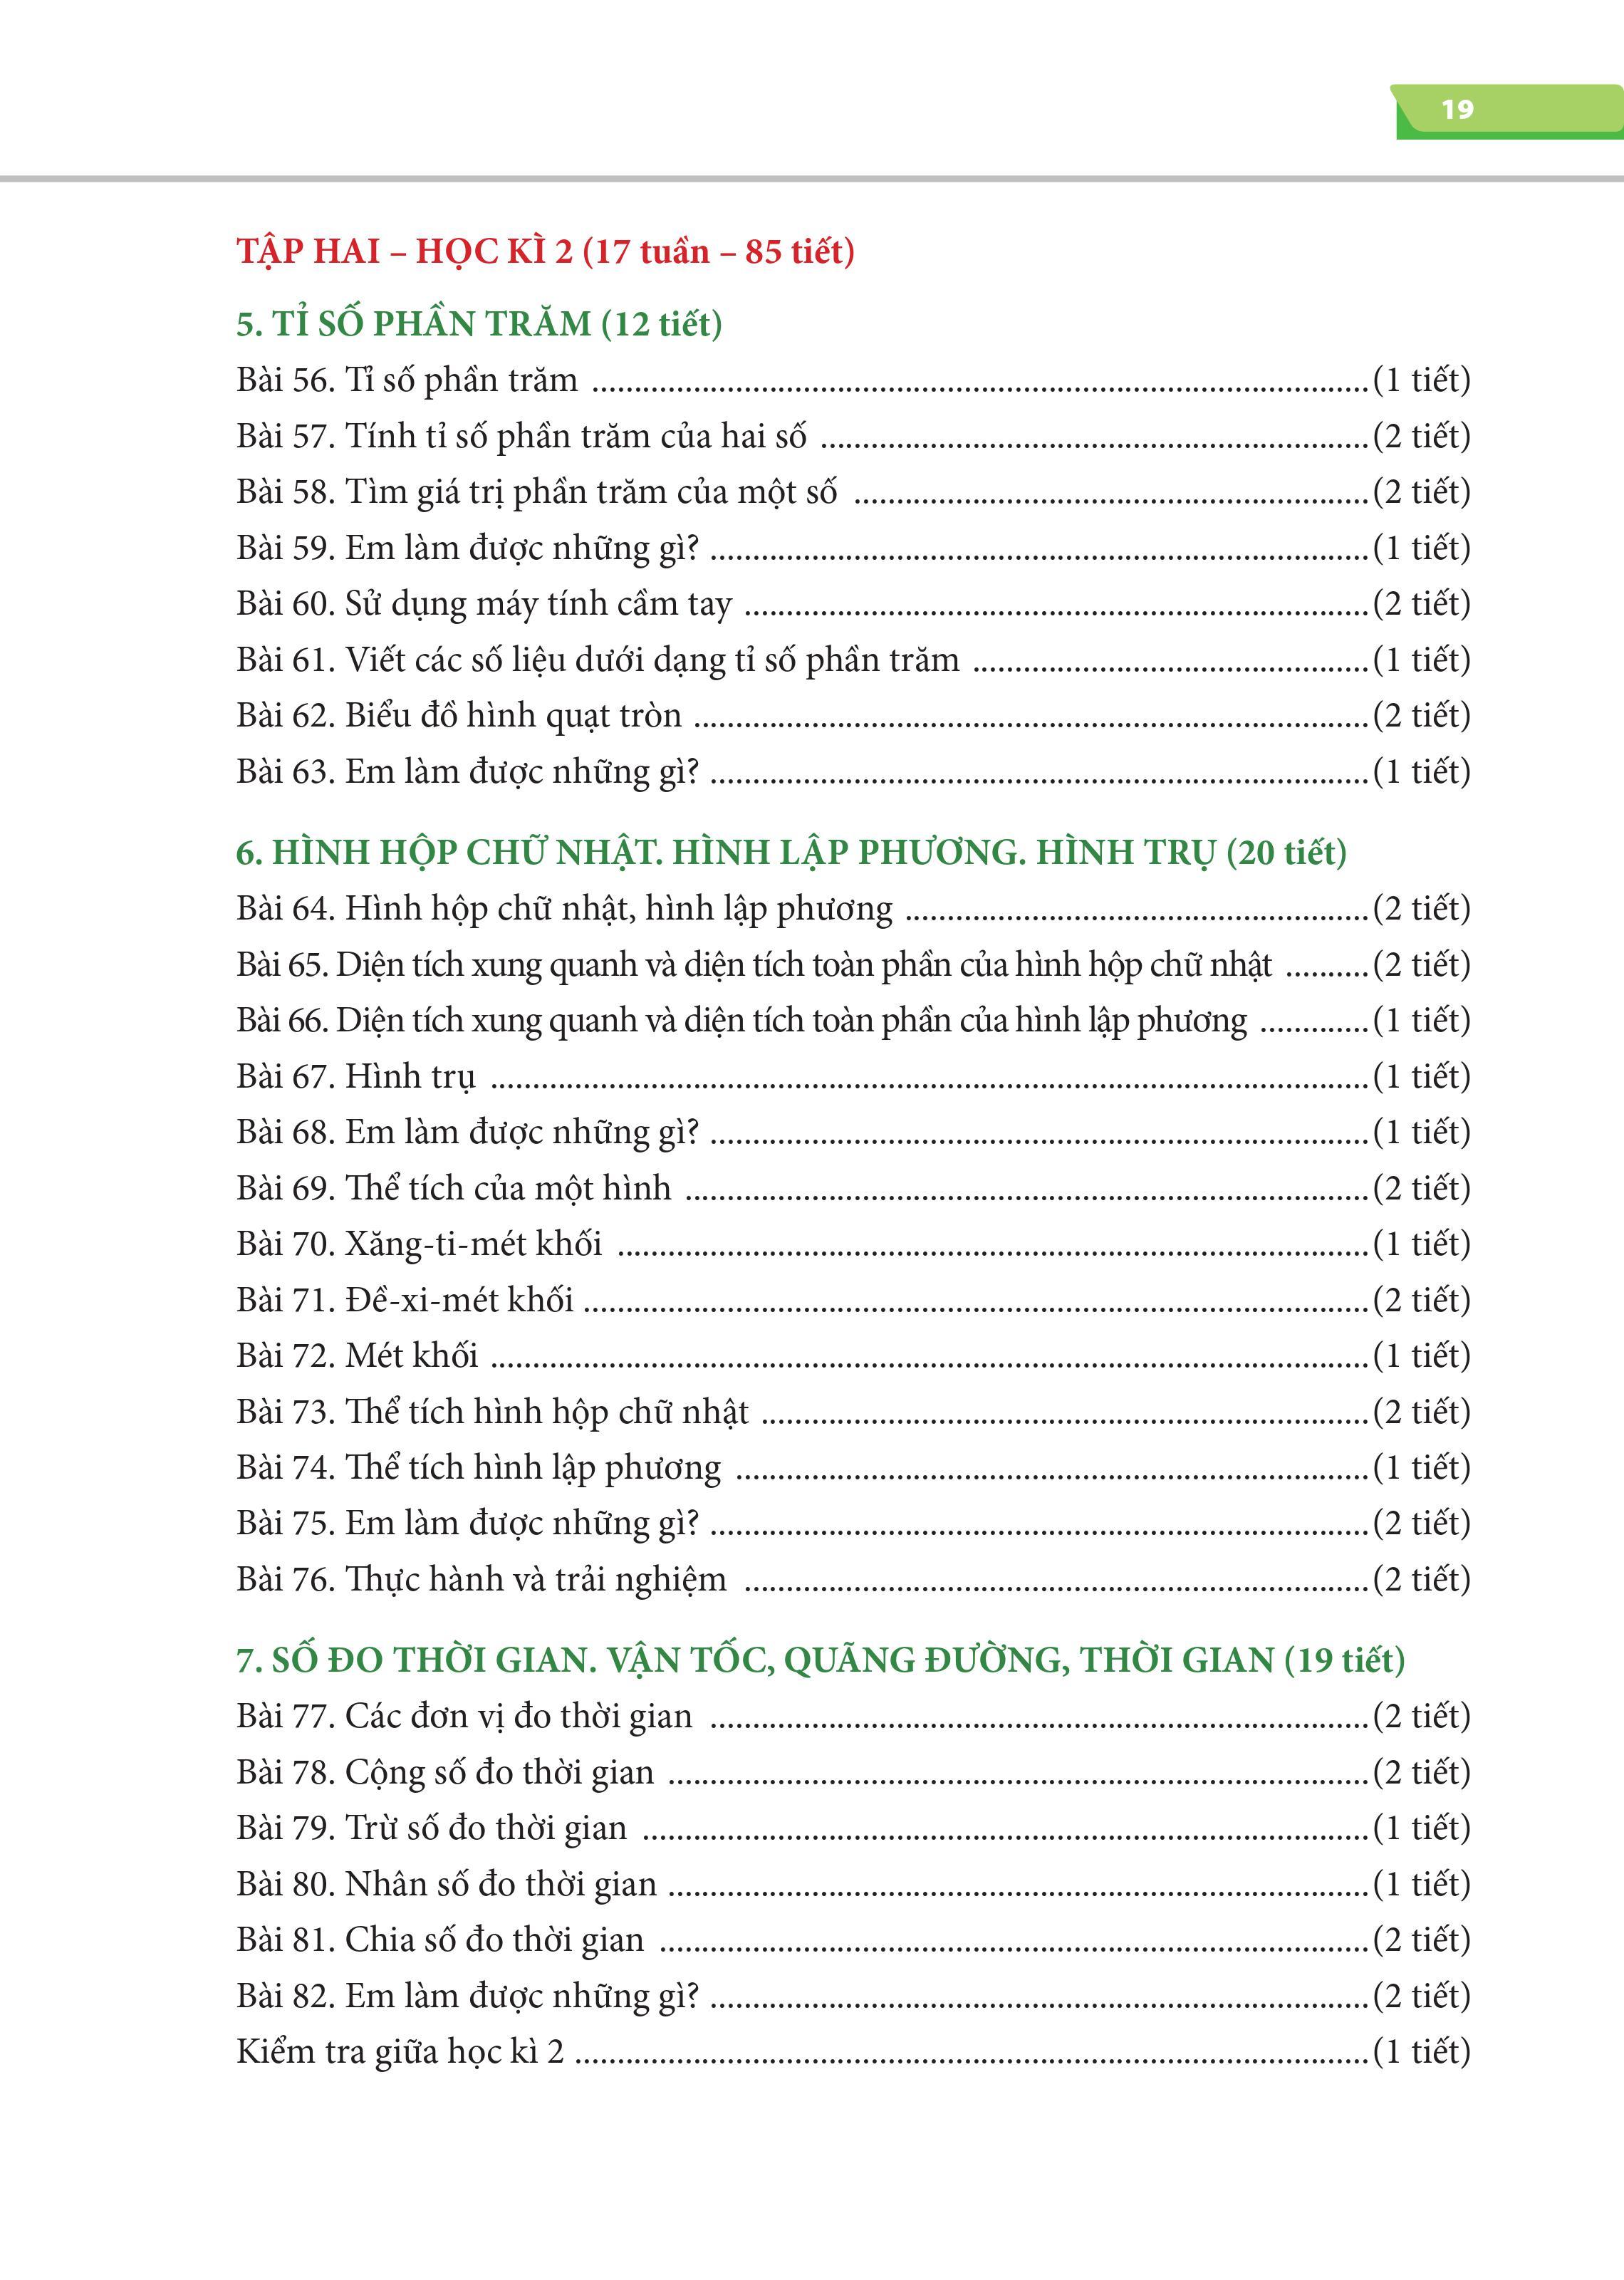 19
TẬP HAI – HỌC KÌ 2 (17 tuần – 85 tiết)
5. TỈ SỐ PHẦN TRĂM (12 tiết)
Bài 56. Tỉ số phần trăm ........................ (1 tiết)
Bài 57. Tính tỉ số phần trăm của hai số ........................ (2 tiết)
Bài 58. Tìm giá trị phần trăm của một số ........................ (2 tiết)
Bài 59. Em làm được những gì? ........................ (1 tiết)
Bài 60. Sử dụng máy tính cầm tay ........................ (2 tiết)
Bài 61. Viết các số liệu dưới dạng tỉ số phần trăm ........................ (1 tiết)
Bài 62. Biểu đồ hình quạt tròn ........................ (2 tiết)
Bài 63. Em làm được những gì? ........................ (1 tiết)
6. HÌNH HỘP CHỮ NHẬT. HÌNH LẬP PHƯƠNG. HÌNH TRỤ (20 tiết)
Bài 64. Hình hộp chữ nhật, hình lập phương ........................ (2 tiết)
Bài 65. Diện tích xung quanh và diện tích toàn phần của hình hộp chữ nhật .......... (2 tiết)
Bài 66. Diện tích xung quanh và diện tích toàn phần của hình lập phương ............. (1 tiết)
Bài 67. Hình trụ ........................ (1 tiết)
Bài 68. Em làm được những gì? ........................ (1 tiết)
Bài 69. Thể tích của một hình ........................ (2 tiết)
Bài 70. Xăng-ti-mét khối ........................ (1 tiết)
Bài 71. Đề-xi-mét khối ........................ (2 tiết)
Bài 72. Mét khối ........................ (1 tiết)
Bài 73. Thể tích hình hộp chữ nhật ........................ (2 tiết)
Bài 74. Thể tích hình lập phương ........................ (1 tiết)
Bài 75. Em làm được những gì? ........................ (2 tiết)
Bài 76. Thực hành và trải nghiệm ........................ (2 tiết)
7. SỐ ĐO THỜI GIAN. VẬN TỐC, QUÃNG ĐƯỜNG, THỜI GIAN (19 tiết)
Bài 77. Các đơn vị đo thời gian ........................ (2 tiết)
Bài 78. Cộng số đo thời gian ........................ (2 tiết)
Bài 79. Trừ số đo thời gian ........................ (1 tiết)
Bài 80. Nhân số đo thời gian ........................ (1 tiết)
Bài 81. Chia số đo thời gian ........................ (2 tiết)
Bài 82. Em làm được những gì? ........................ (2 tiết)
Kiểm tra giữa học kì 2 ........................ (1 tiết)